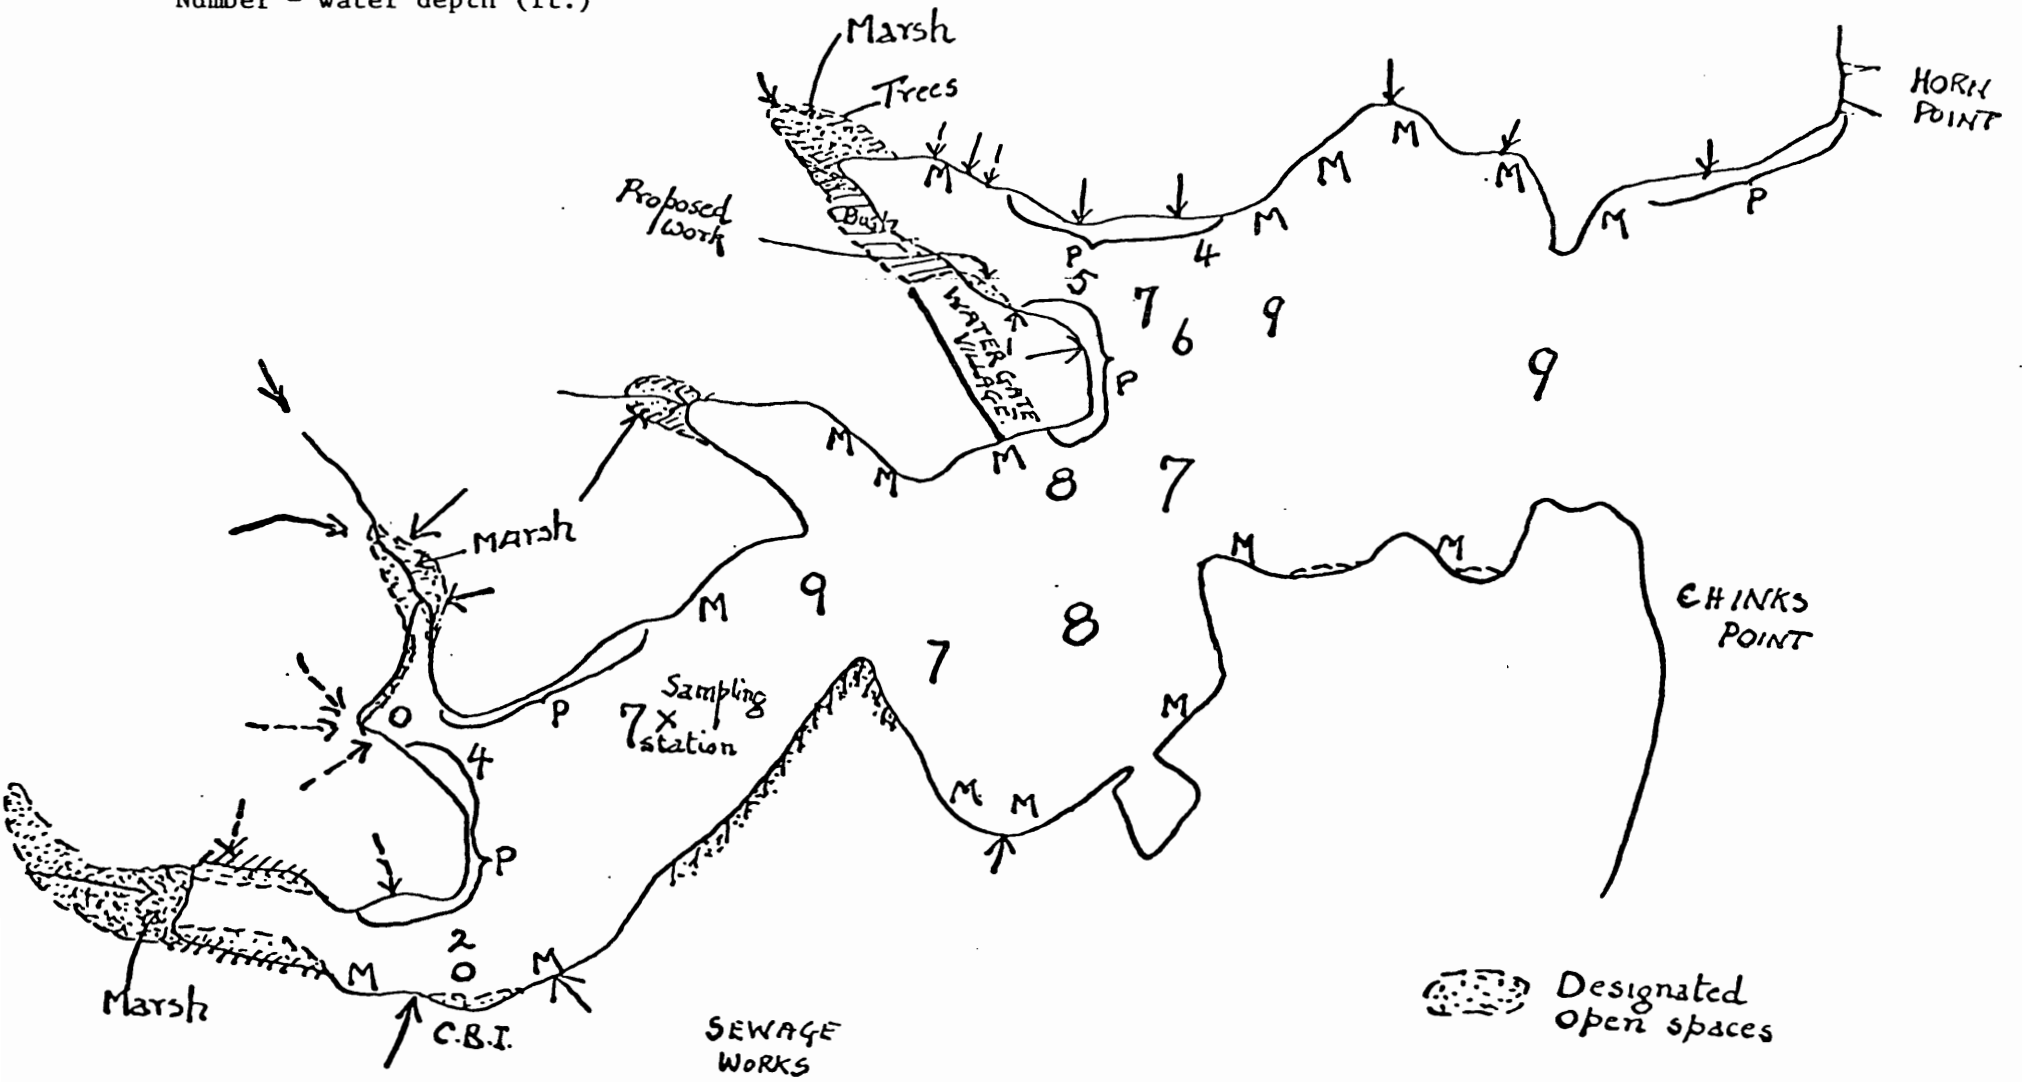 Number - water depth (ft.)
Marsh
Trees
HORN
POINT
M
M
M
M
M
M
P
Proposed
Work
Bush
P
4
5
7
6
9
9
WATER GATE
VILLAGE
P
M
M
M
8
7
Marsh
M
M
9
M
8
CHINKS
POINT
7
Sampling
7 x
station
P
O
4
M
M
M
P
2
O
M
M
Marsh
C.B.I.
SEWAGE
WORKS
Designated
open spaces